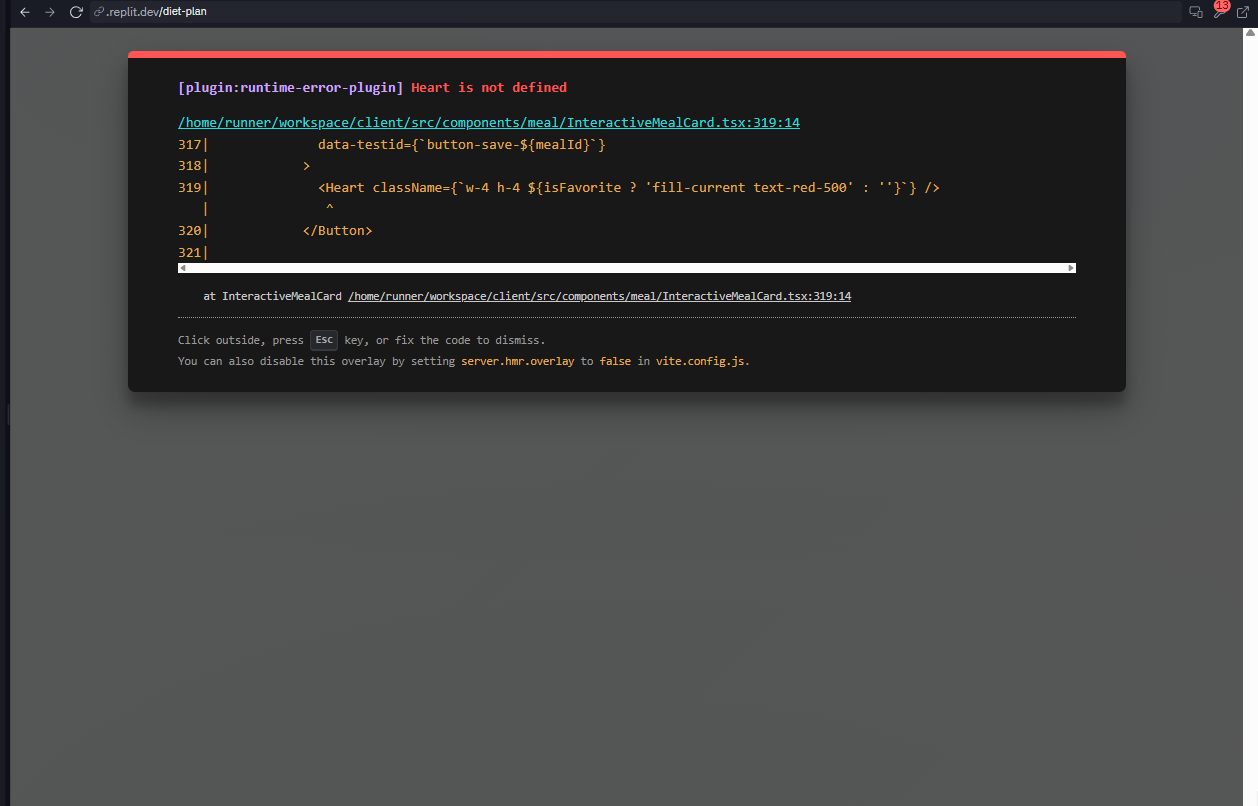 .replit.dev/diet-plan
13
[plugin:runtime-error-plugin] Heart is not defined
/home/runner/workspace/client/src/components/meal/InteractiveMealCard.tsx:319:14
317|              data-testid={`button-save-${mealId}`}
318|            >
319|              <Heart className={`w-4 h-4 ${isFavorite ? 'fill-current text-red-500' : ''}`} />
   |               ^
320|            </Button>
321|
at InteractiveMealCard /home/runner/workspace/client/src/components/meal/InteractiveMealCard.tsx:319:14
Click outside, press Esc key, or fix the code to dismiss.
You can also disable this overlay by setting server.hmr.overlay to false in vite.config.js.